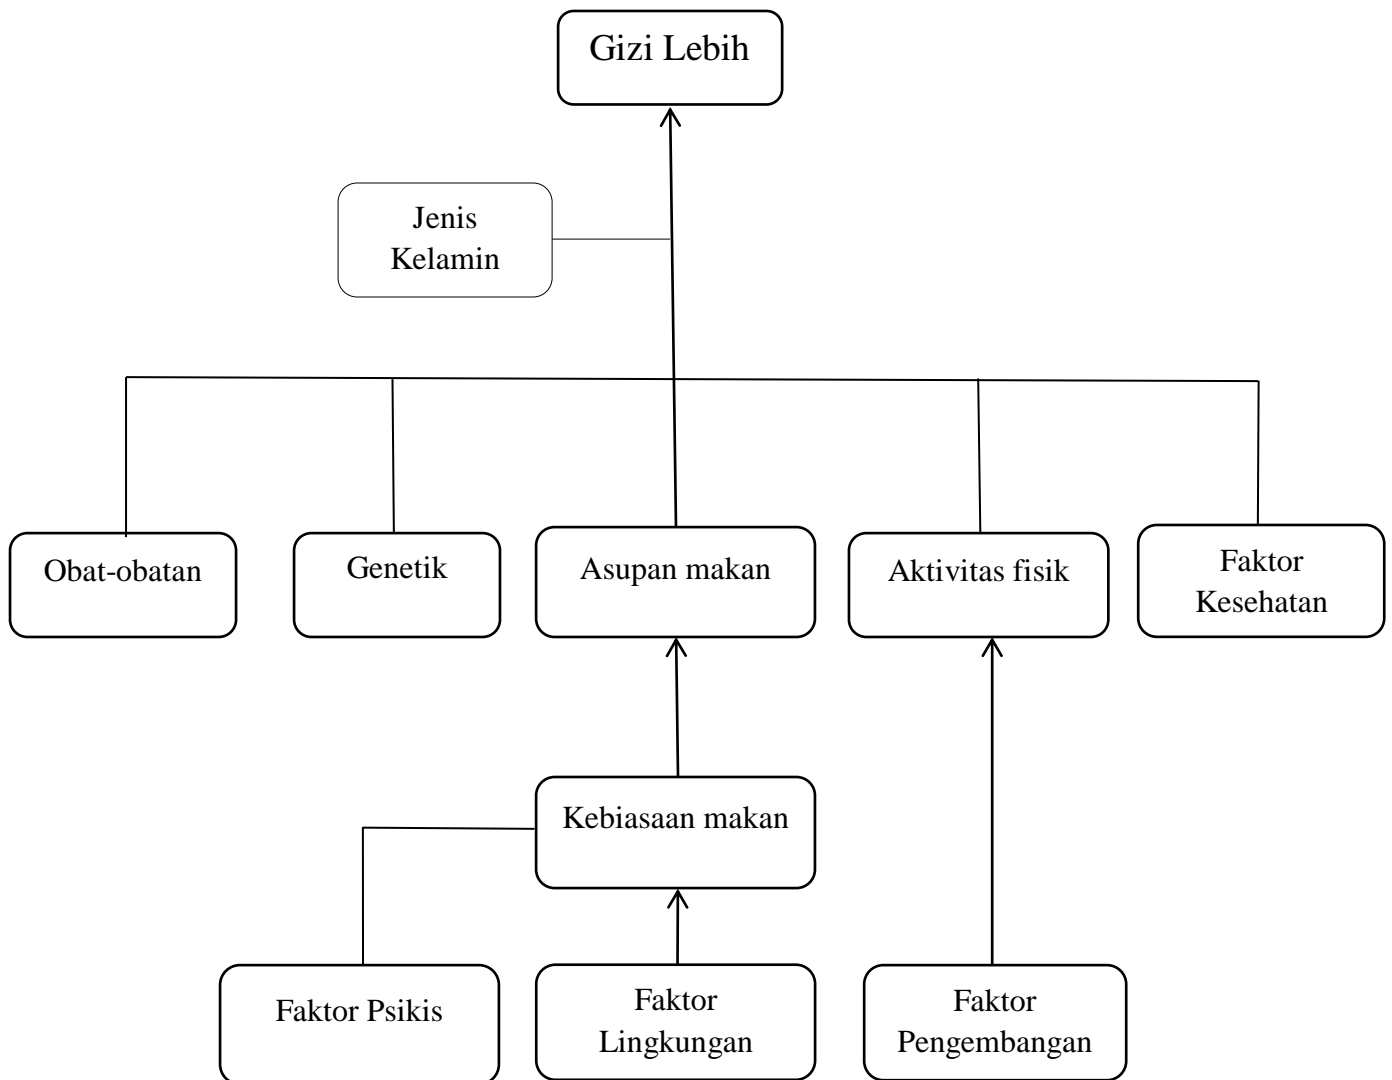 Gizi Lebih
Jenis
Kelamin
Obat-obatan
Genetik
Asupan makan
Aktivitas fisik
Faktor
Kesehatan
Kebiasaan makan
Faktor Psikis
Faktor
Lingkungan
Faktor
Pengembangan